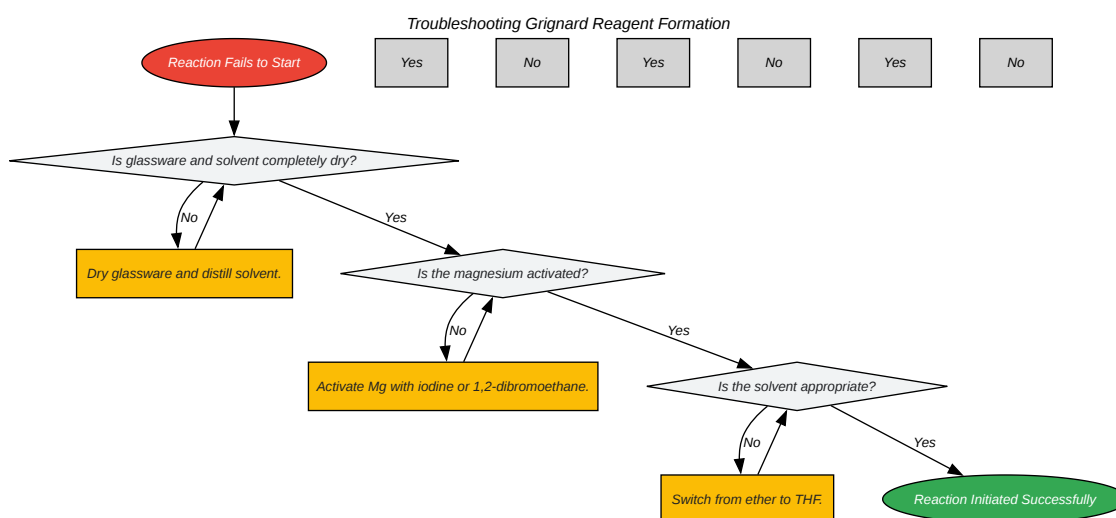 Troubleshooting Grignard Reagent Formation
Reaction Fails to Start
Yes
No
Yes
No
Yes
No
Is glassware and solvent completely dry?
No
Yes
Dry glassware and distill solvent.
Is the magnesium activated?
No
Yes
Activate Mg with iodine or 1,2-dibromoethane.
Is the solvent appropriate?
No
Yes
Switch from ether to THF.
Reaction Initiated Successfully